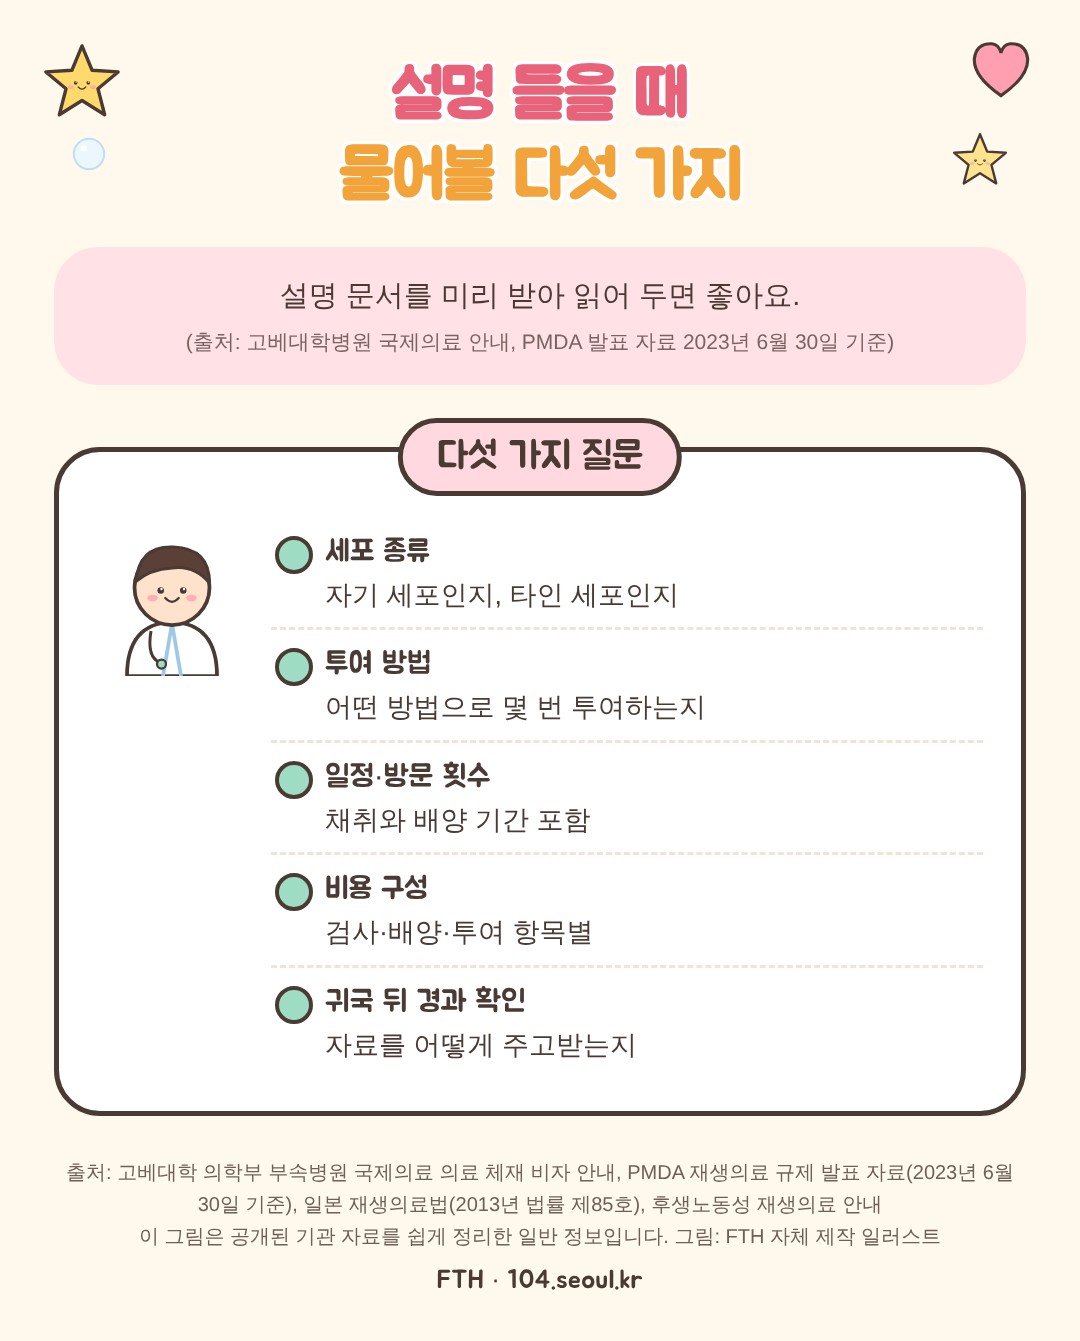 설명 들을 때
물어볼 다섯 가지
설명 문서를 미리 받아 읽어 두면 좋아요.
(출처: 고베대학병원 국제의료 안내, PMDA 발표 자료 2023년 6월 30일 기준)
다섯 가지 질문
세포 종류
자기 세포인지, 타인 세포인지
투여 방법
어떤 방법으로 몇 번 투여하는지
일정·방문 횟수
채취와 배양 기간 포함
비용 구성
검사·배양·투여 항목별
귀국 뒤 경과 확인
자료를 어떻게 주고받는지
출처: 고베대학 의학부 부속병원 국제의료 의료 체재 비자 안내, PMDA 재생의료 규제 발표 자료(2023년 6월
30일 기준), 일본 재생의료법(2013년 법률 제85호), 후생노동성 재생의료 안내
이 그림은 공개된 기관 자료를 쉽게 정리한 일반 정보입니다. 그림: FTH 자체 제작 일러스트
FTH · 104.seoul.kr